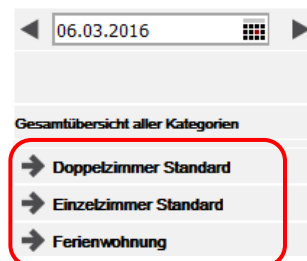 06.03.2016
Gesamtübersicht aller Kategorien
Doppelzimmer Standard
Einzelzimmer Standard
Ferienwohnung